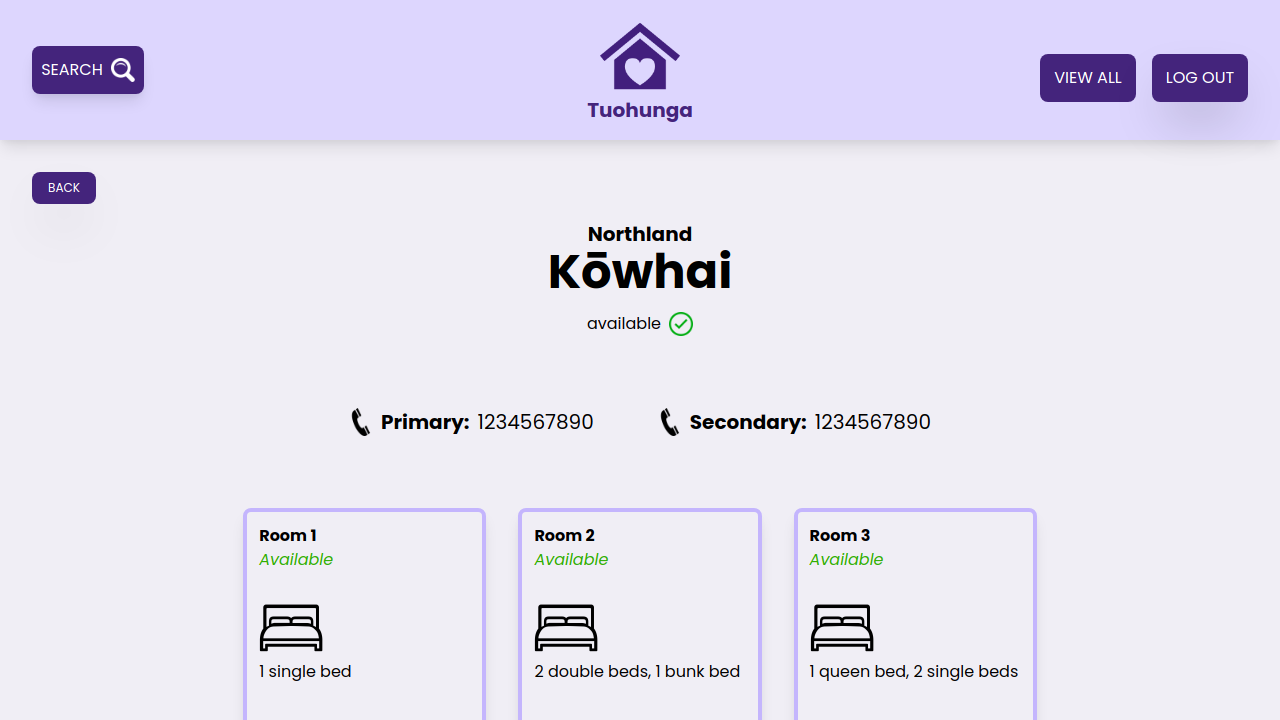 SEARCH
Tuohunga
VIEW ALL
LOG OUT
BACK
Northland
Kōwhai
available
Primary: 1234567890
Secondary: 1234567890
Room 1
Available
1 single bed
Room 2
Available
2 double beds, 1 bunk bed
Room 3
Available
1 queen bed, 2 single beds